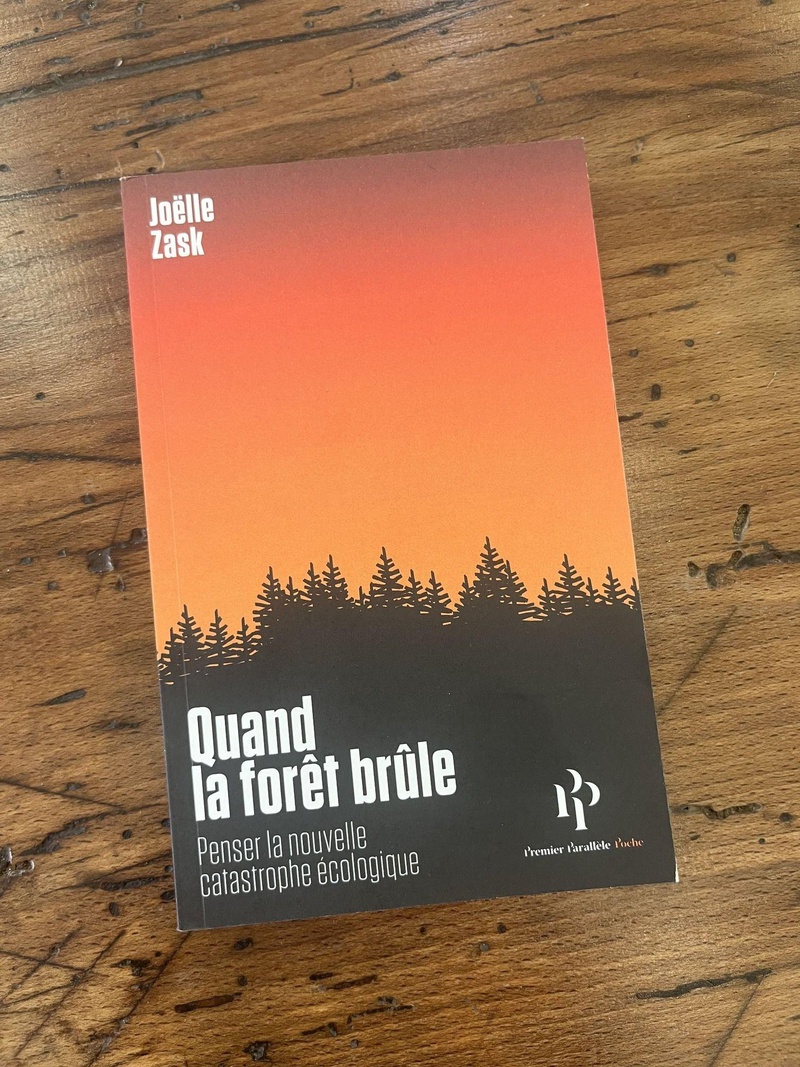 Joëlle
Zask
Quand
la forêt brûle
Penser la nouvelle
catastrophe écologique
PP
Premier Parallèle Poche